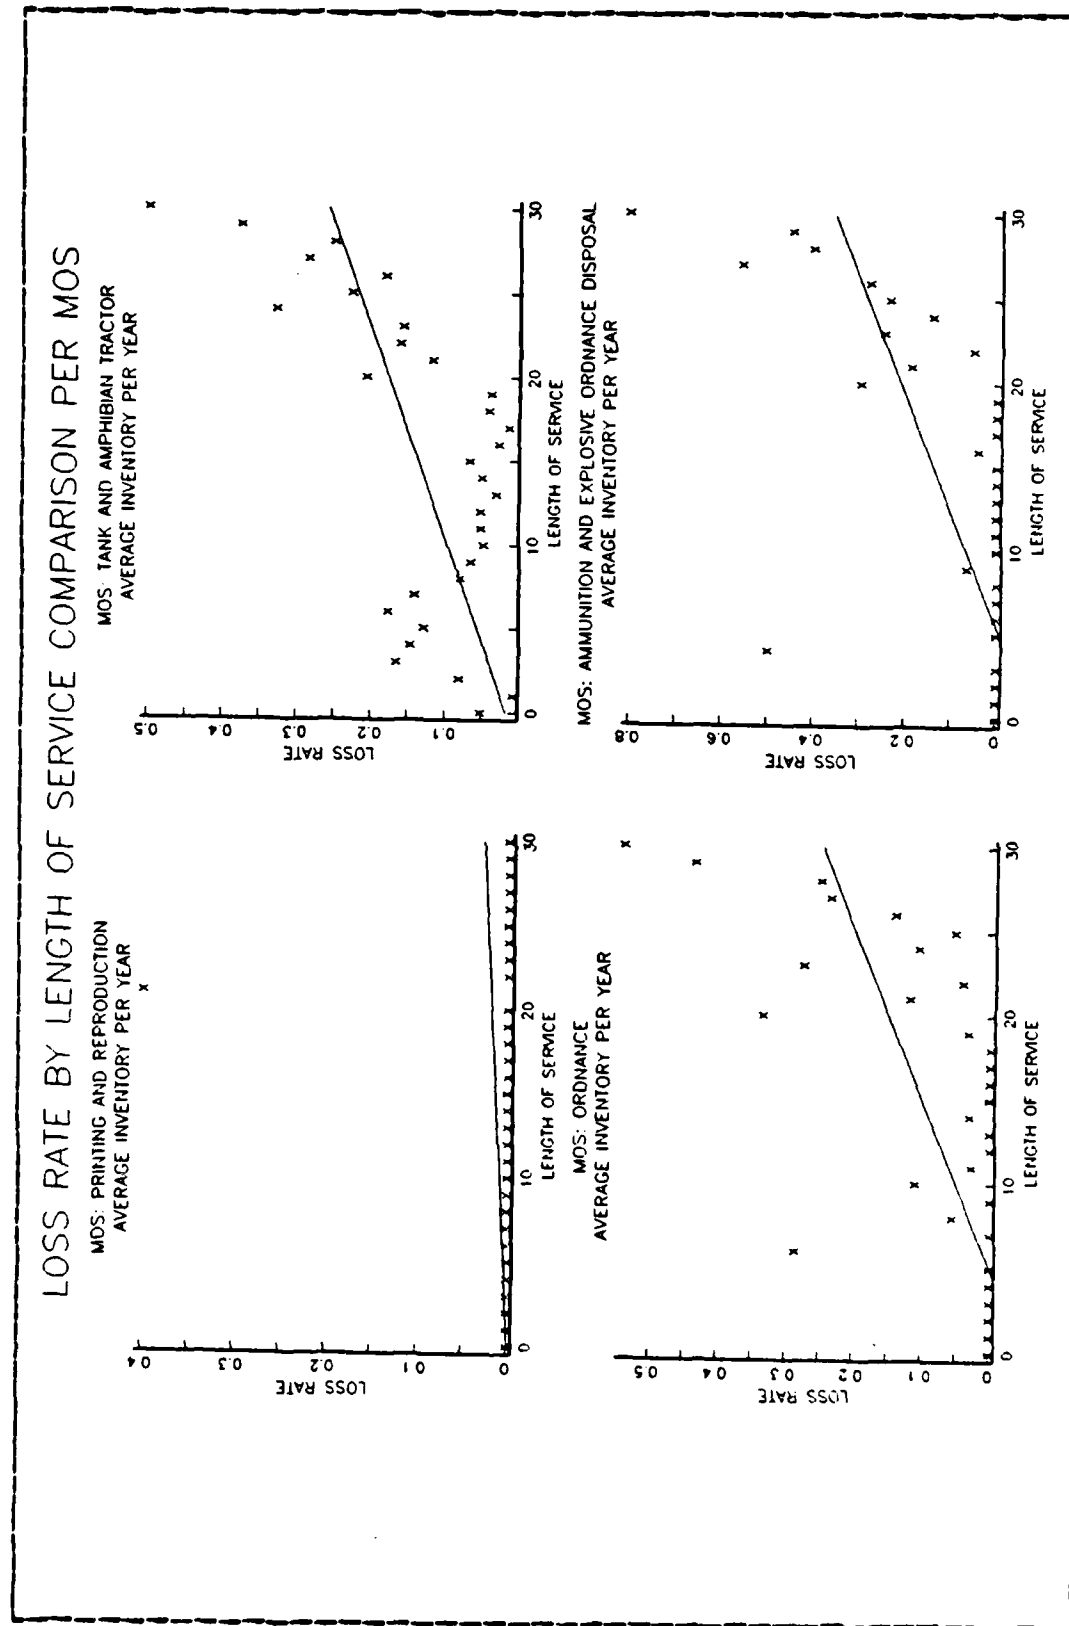 LOSS RATE BY LENGTH OF SERVICE COMPARISON PER MOS
MOS: PRINTING AND REPRODUCTION
AVERAGE INVENTORY PER YEAR
LOSS RATE
0.4
0.3
0.2
0.1
0
0
10
20
30
LENGTH OF SERVICE
MOS: TANK AND AMPHIBIAN TRACTOR
AVERAGE INVENTORY PER YEAR
LOSS RATE
0.5
0.4
0.3
0.2
0.1
0
10
20
30
LENGTH OF SERVICE
MOS: ORDNANCE
AVERAGE INVENTORY PER YEAR
LOSS RATE
0.5
0.4
0.3
0.2
0.1
0
0
10
20
30
LENGTH OF SERVICE
MOS: AMMUNITION AND EXPLOSIVE ORDNANCE DISPOSAL
AVERAGE INVENTORY PER YEAR
LOSS RATE
0.8
0.6
0.4
0.2
0
0
10
20
30
LENGTH OF SERVICE